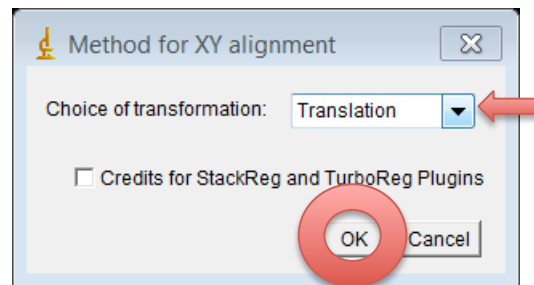 Method for XY alignment
Choice of transformation: Translation
Credits for StackReg and TurboReg Plugins
OK Cancel